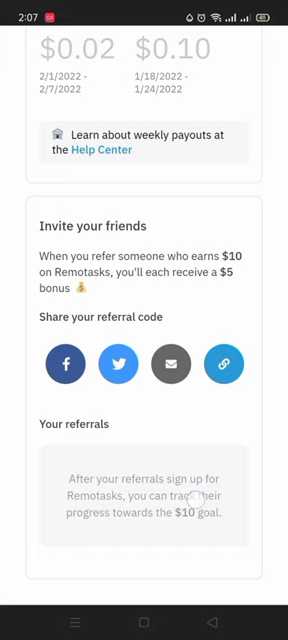 2:07
48
$0.02 $0.10
2/1/2022 - 1/18/2022 -
2/7/2022 1/24/2022
Learn about weekly payouts at
the Help Center
Invite your friends
When you refer someone who earns $10
on Remotasks, you'll each receive a $5
bonus
Share your referral code
Your referrals
After your referrals sign up for
Remotasks, you can track their
progress towards the $10 goal.